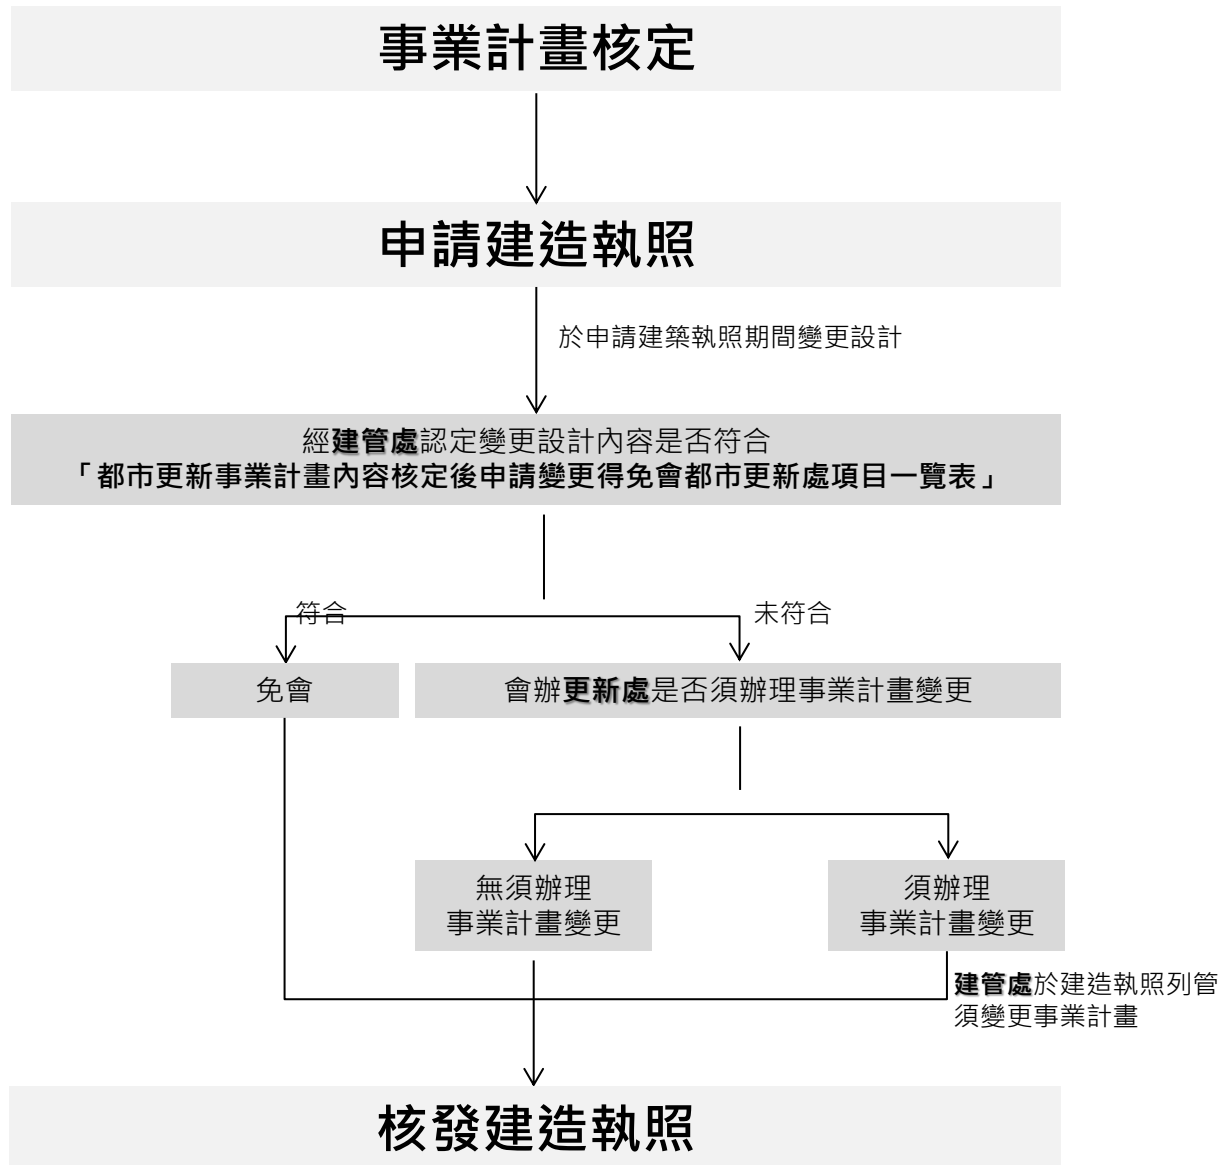 事業計畫核定
申請建造執照
於申請建築執照期間變更設計
經建管處認定變更設計內容是否符合
「都市更新事業計畫內容核定後申請變更得免會都市更新處項目一覽表」
符合
未符合
免會
會辦更新處是否須辦理事業計畫變更
無須辦理
事業計畫變更
須辦理
事業計畫變更
建管處於建造執照列管
須變更事業計畫
核發建造執照